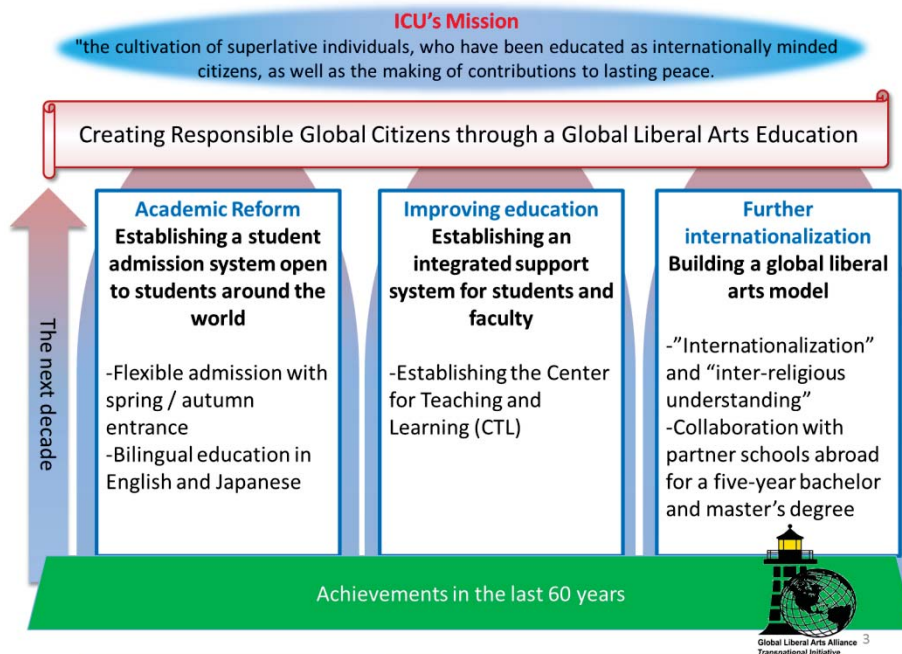 ICU's Mission
"the cultivation of superlative individuals, who have been educated as internationally minded
citizens, as well as the making of contributions to lasting peace.
Creating Responsible Global Citizens through a Global Liberal Arts Education
The next decade
Academic Reform
Establishing a student
admission system open
to students around the
world
-Flexible admission with
spring / autumn
entrance
-Bilingual education in
English and Japanese
Improving education
Establishing an
integrated support
system for students and
faculty
-Establishing the Center
for Teaching and
Learning (CTL)
Further
internationalization
Building a global liberal
arts model
-”Internationalization”
and “inter-religious
understanding”
-Collaboration with
partner schools abroad
for a five-year bachelor
and master's degree
Achievements in the last 60 years
Global Liberal Arts Alliance
Transnational Initiative
3